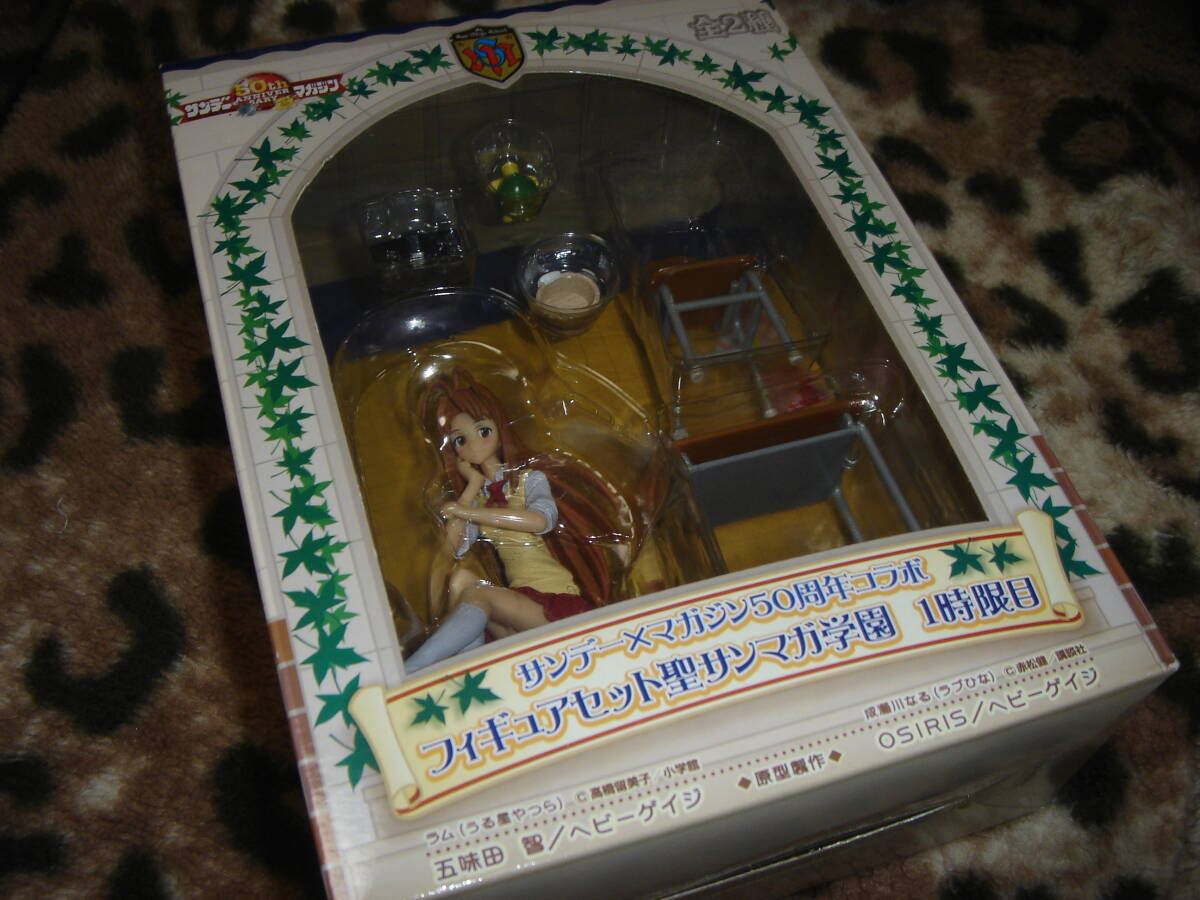 全2種
サンデー 50th ANNIVERSARY マガジン
サンデー×マガジン50周年コラボ
フィギュアセット聖サンマガ学園 1時限目
成瀬川なる(ラブひな) ©赤松健/講談社
OSIRIS/ヘビーゲイジ
◆原型製作◆
ラム(うる星やつら) ©高橋留美子/小学館
五味田 智/ヘビーゲイジ